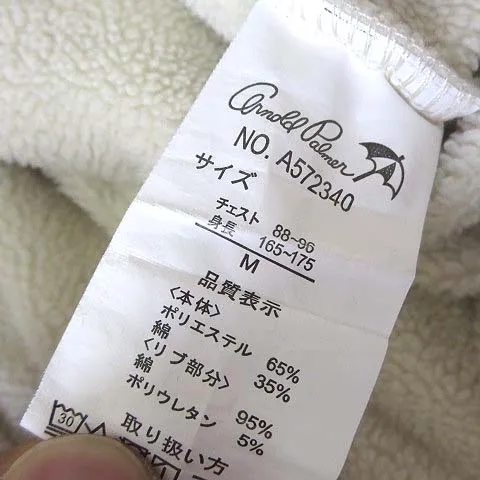 Arnold Palmer
NO. A572340
サイズ
チェスト 88~96
身長 165~175
M
品質表示
<本体>
ポリエステル 65%
綿 35%
<リブ部分>
綿 95%
ポリウレタン 5%
取り扱い方
30